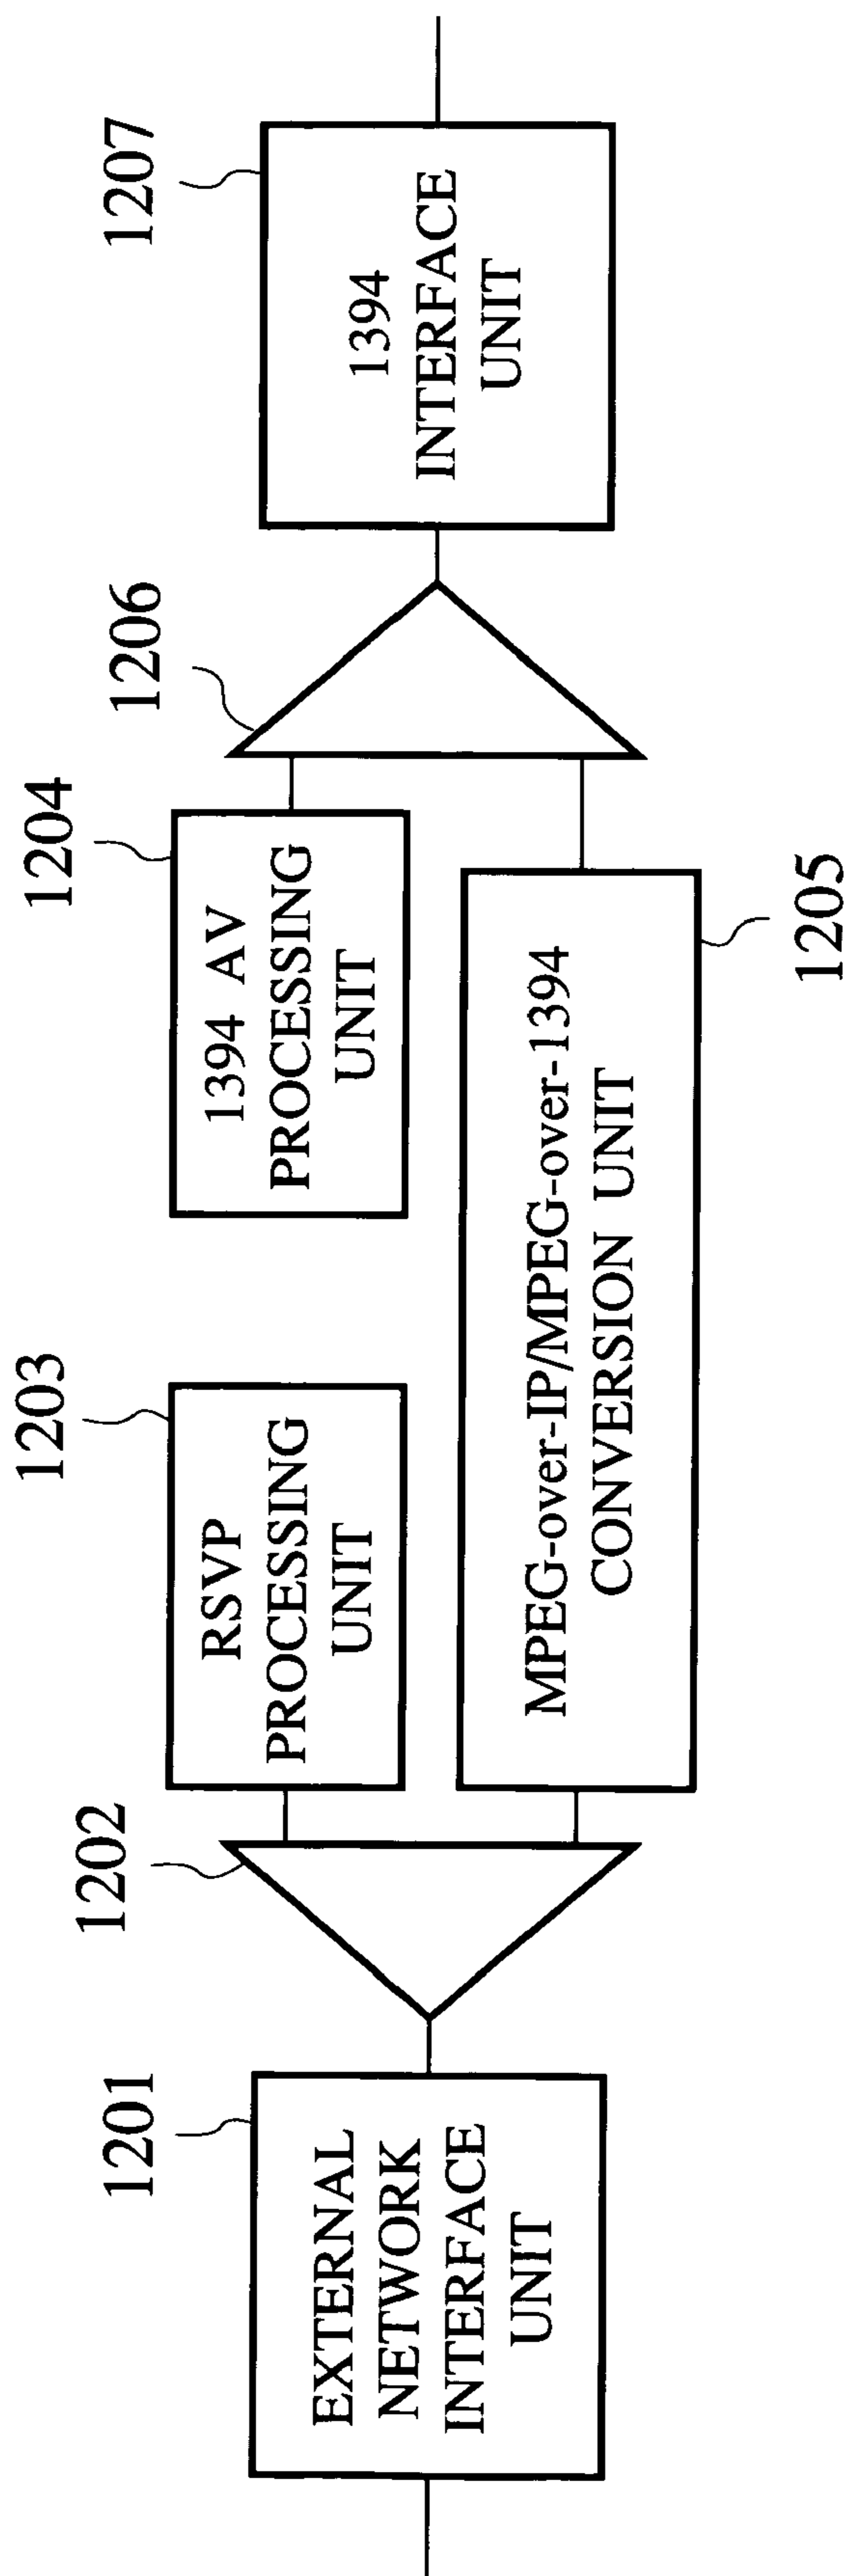 1201
EXTERNAL
NETWORK
INTERFACE
UNIT
1202
1203
RSVP
PROCESSING
UNIT
1204
1394 AV
PROCESSING
UNIT
MPEG-over-IP/MPEG-over-1394
CONVERSION UNIT
1205
1206
1207
1394
INTERFACE
UNIT